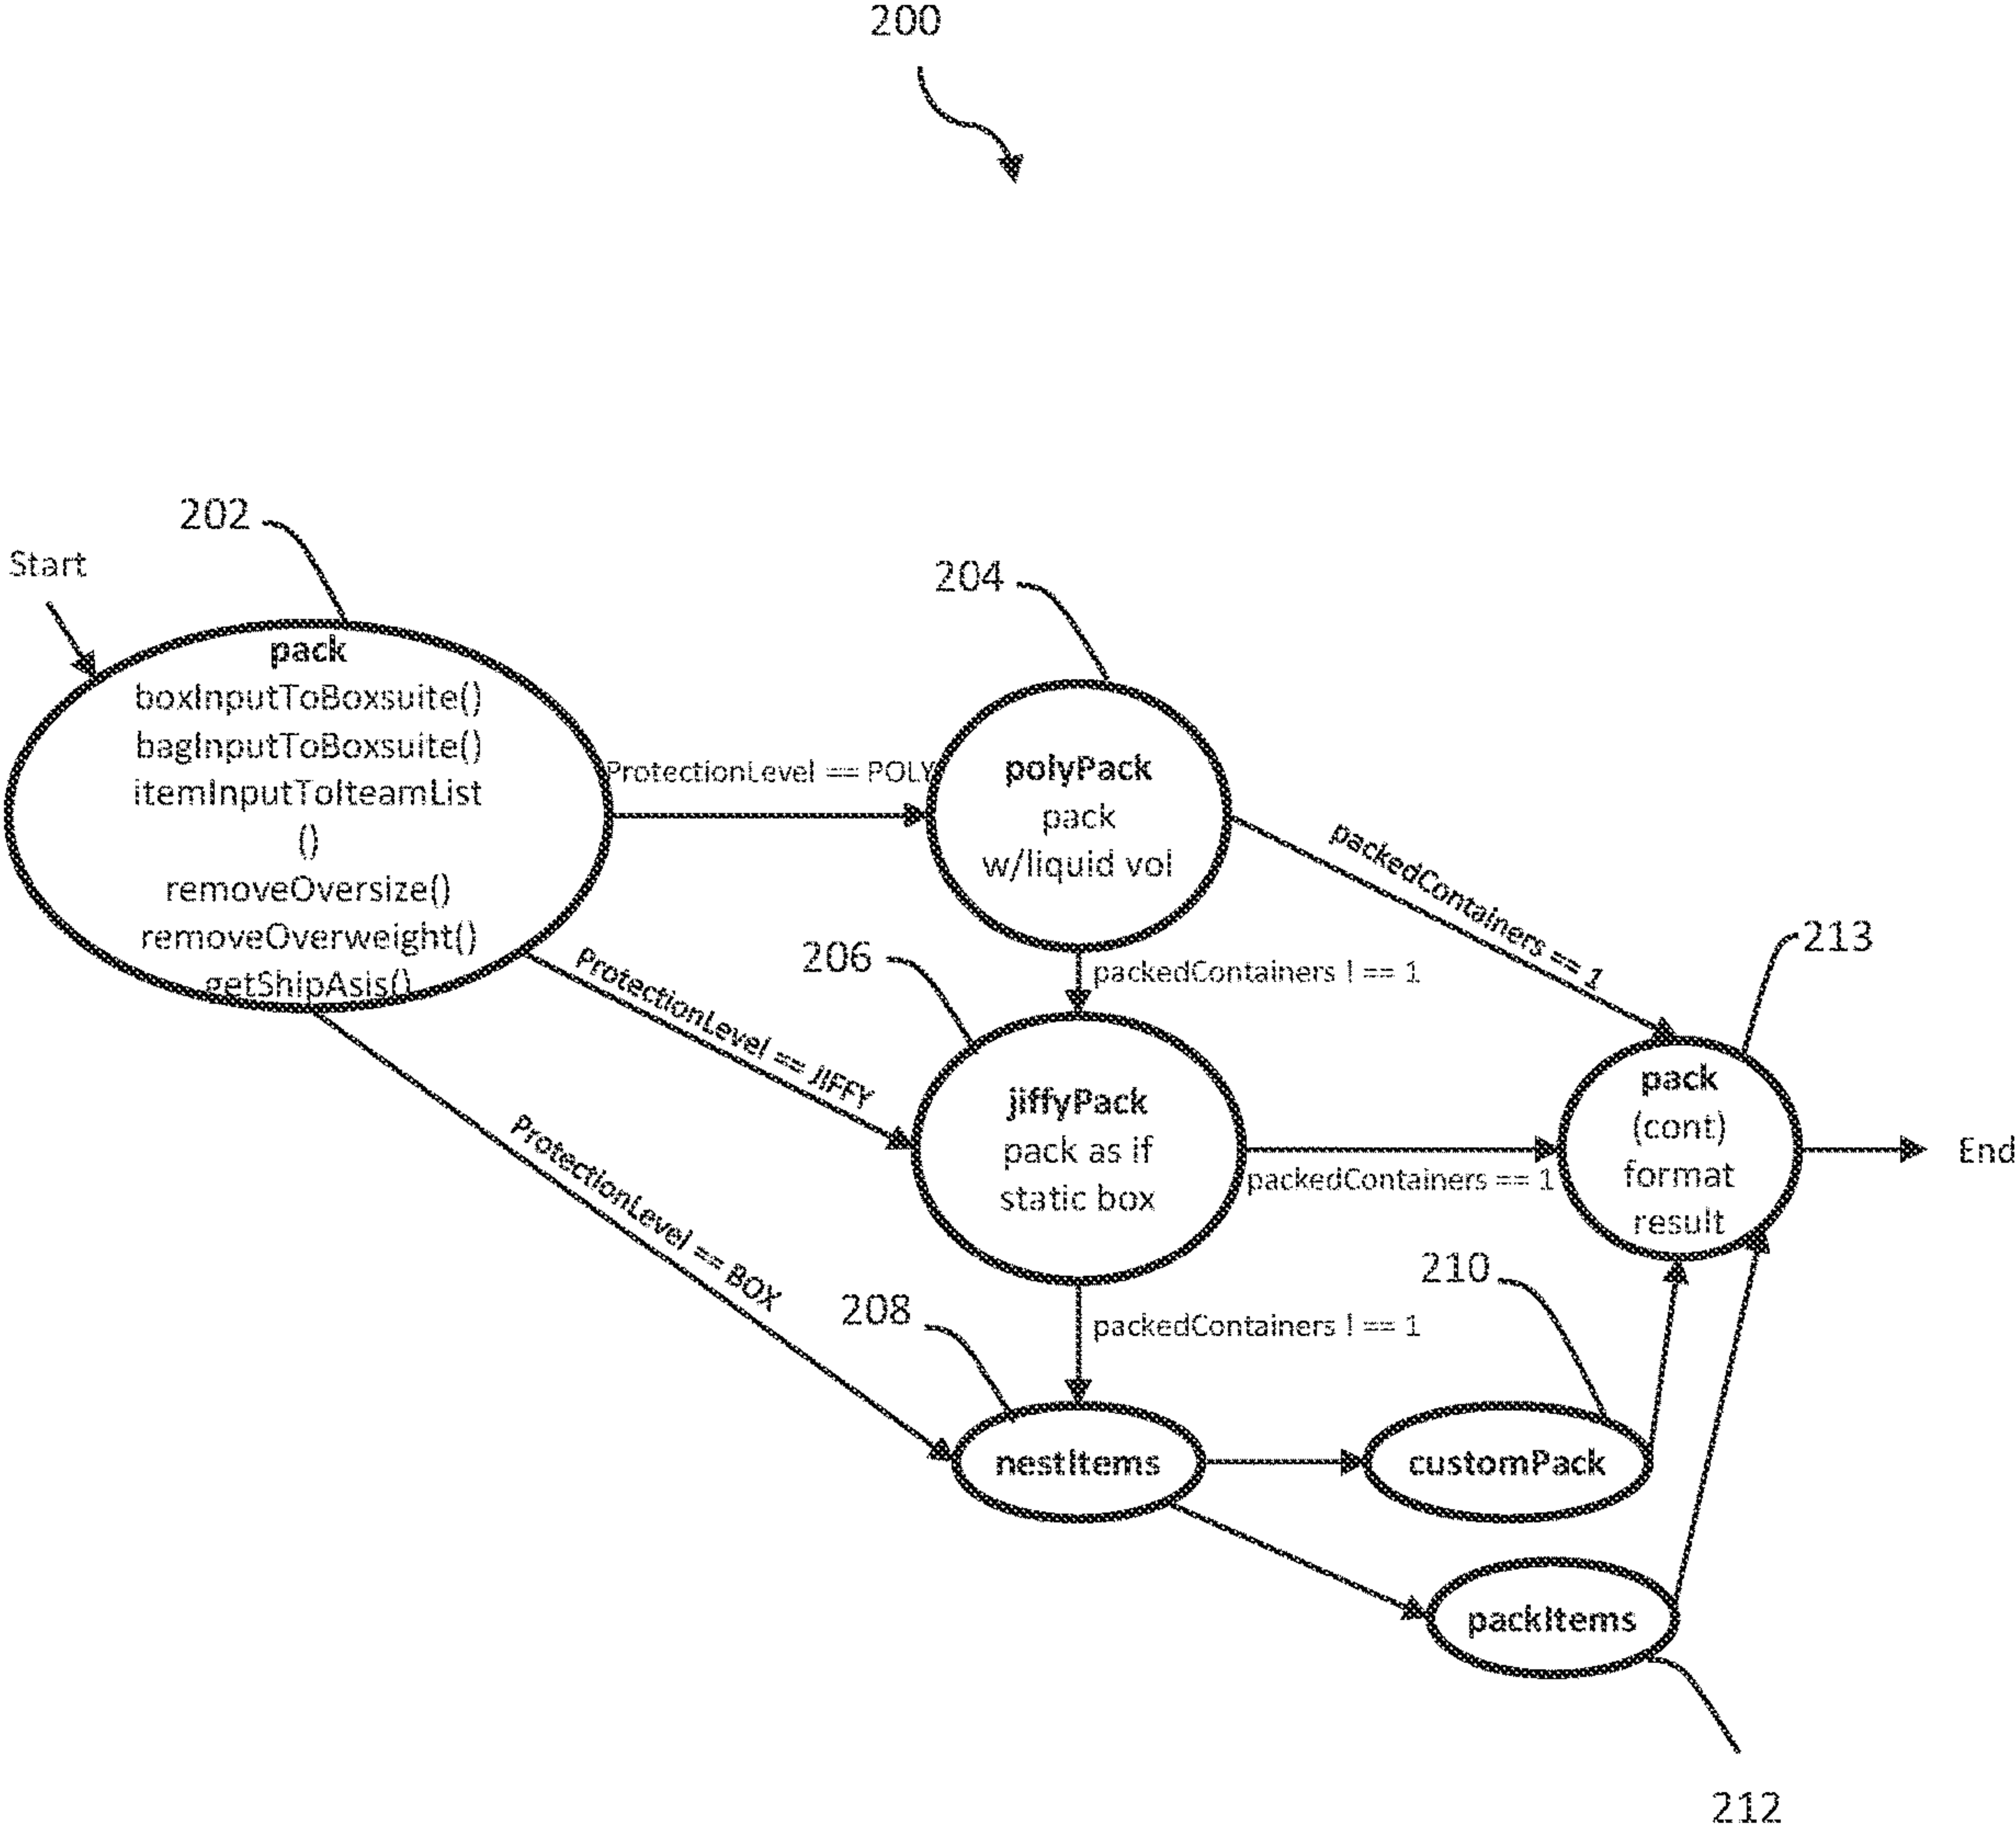 200
202
Start
pack
boxInputToBoxsuite()
bagInputToBoxsuite()
itemInputToIteamList
()
removeOversize()
removeOverweight()
getShipAsis()
ProtectionLevel == POLY
ProtectionLevel == JIFFY
ProtectionLevel == BOX
204
polyPack
pack
w/liquid vol
packedContainers == 1
packedContainers ! == 1
206
jiffyPack
pack as if
static box
packedContainers == 1
packedContainers ! == 1
213
pack
(cont)
format
result
End
208
nestItems
210
customPack
packItems
212